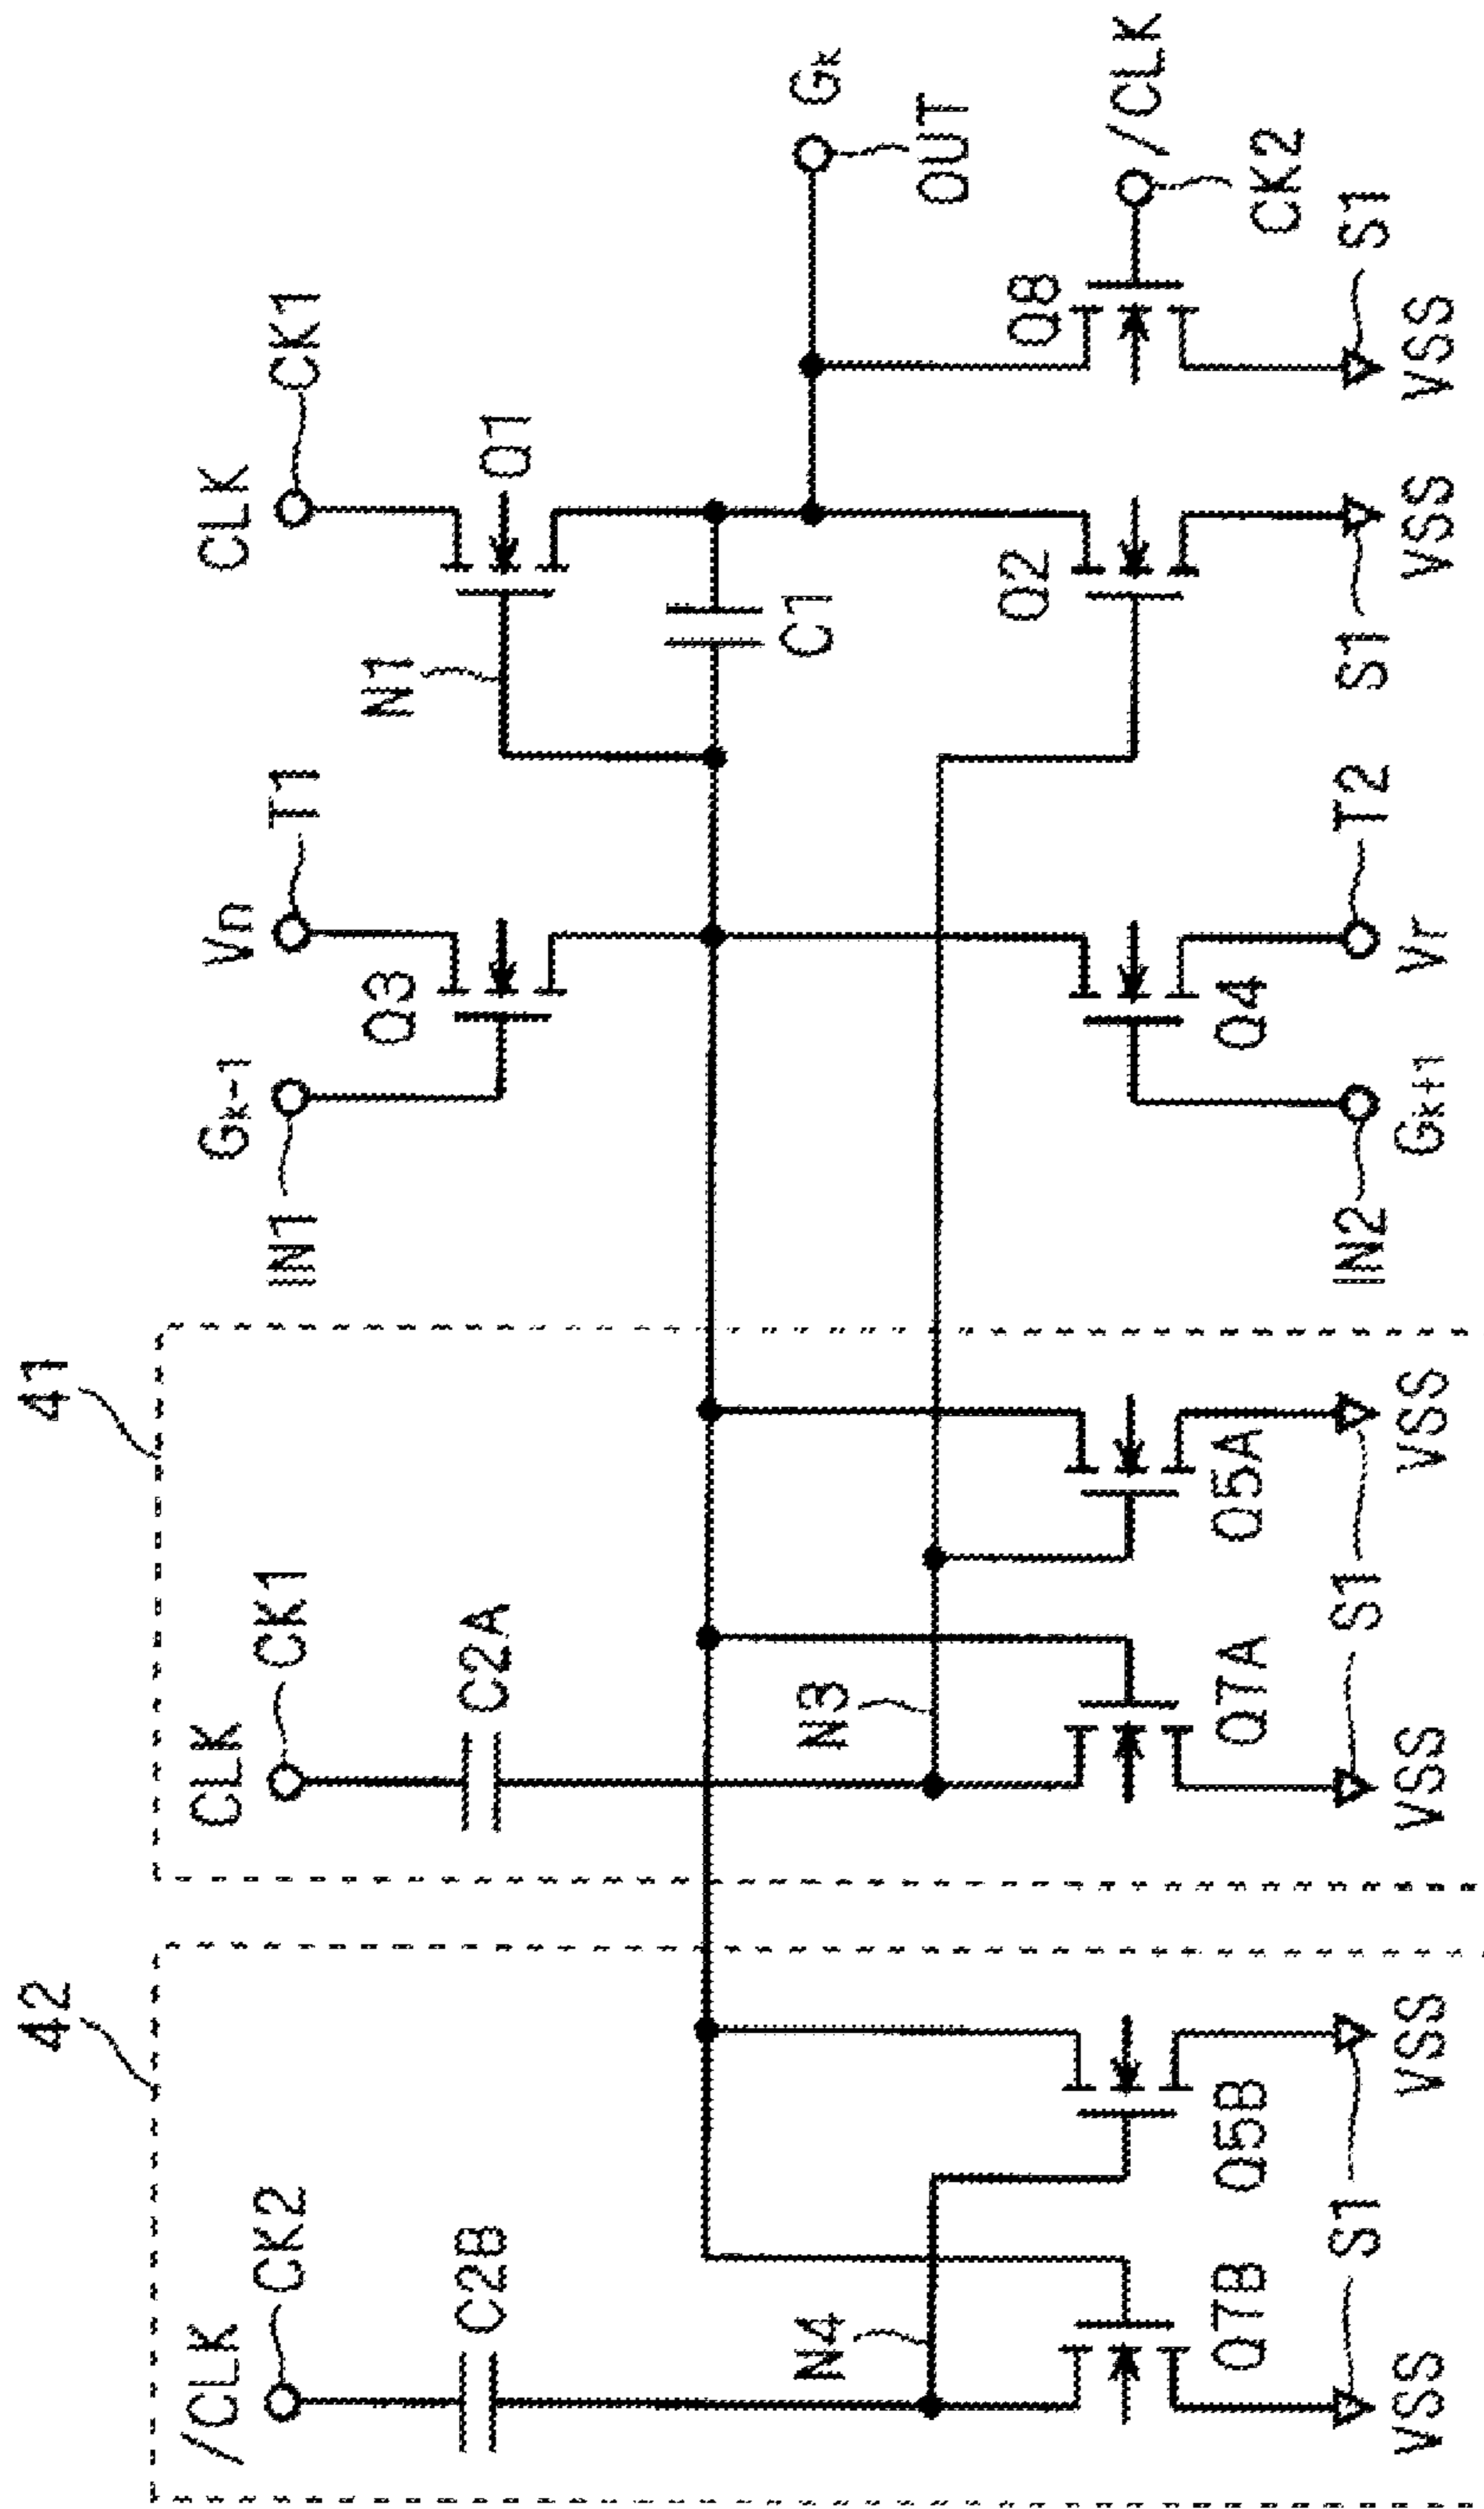 42
41
/CLK
CLK
Gk-1
Vn
CLK
CK2
CK1
IN1
T1
CK1
Q3
N1
C2B
C2A
Q1
N4
N3
C1
Gk
OUT
Q2
Q8
/CLK
Q7B
Q5B
Q7A
Q5A
Q4
CK2
S1
S1
IN2
T2
S1
S1
VSS
VSS
VSS
VSS
Gk+1
Vr
VSS
VSS